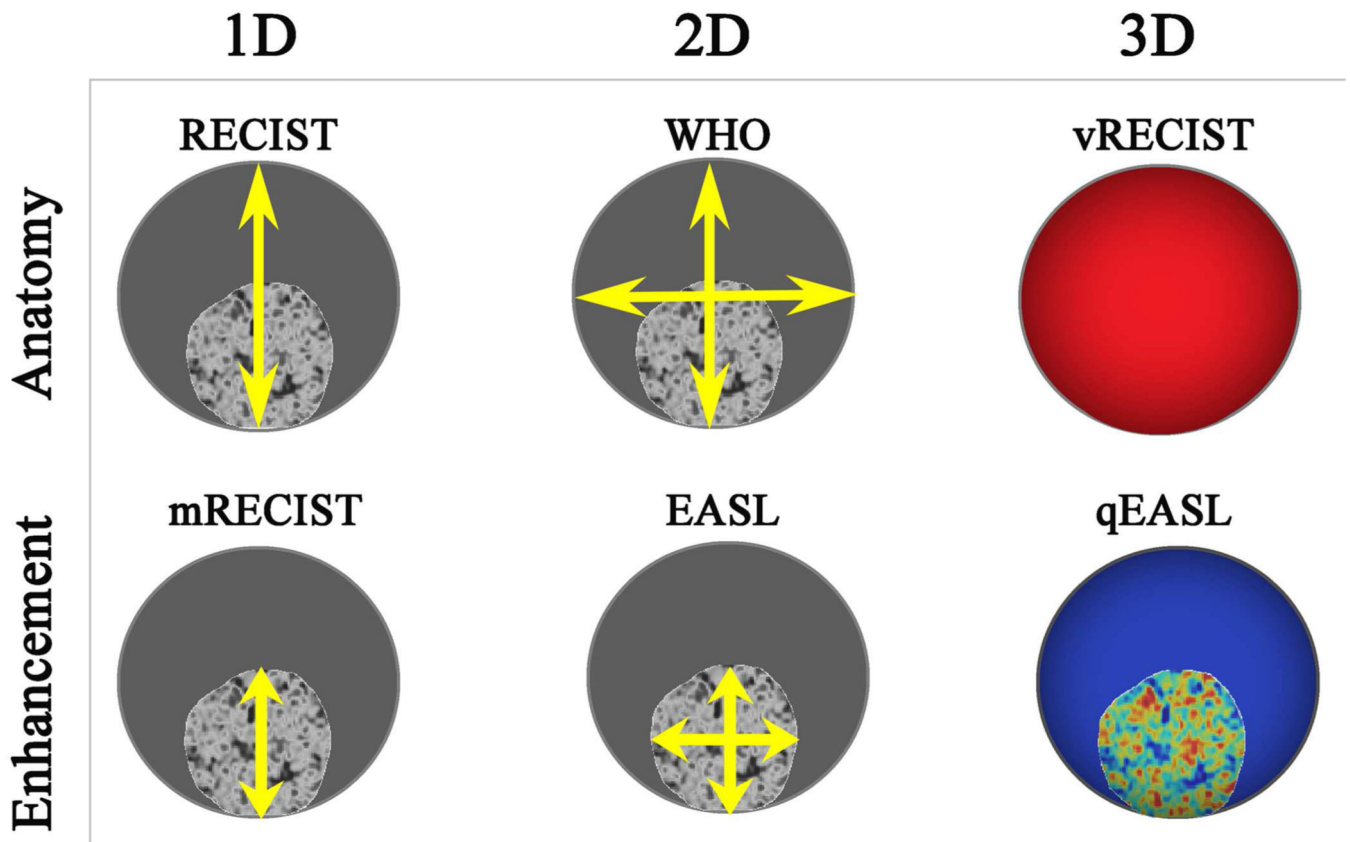 1D 2D 3D
Anatomy
RECIST WHO vRECIST
Enhancement
mRECIST EASL qEASL